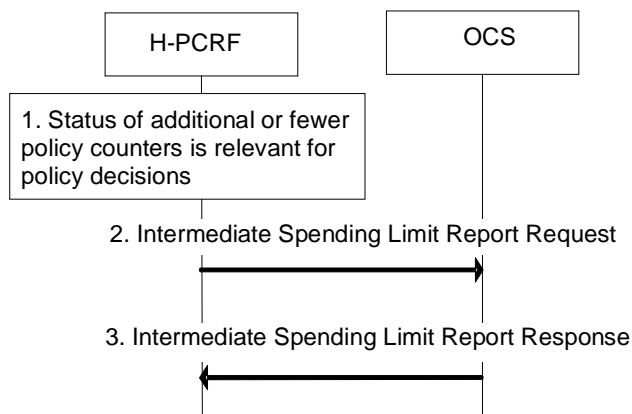 H-PCRF
OCS
1. Status of additional or fewer
policy counters is relevant for
policy decisions
2. Intermediate Spending Limit Report Request
3. Intermediate Spending Limit Report Response